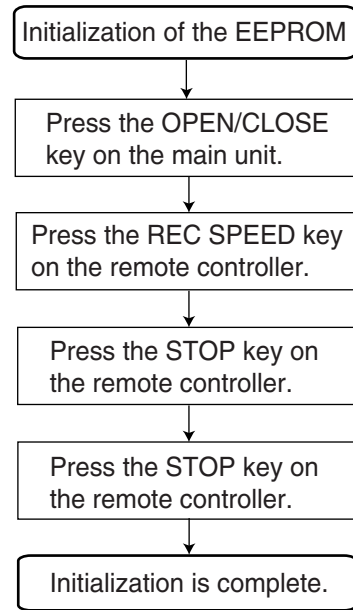 Initialization of the EEPROM
Press the OPEN/CLOSE
key on the main unit.
Press the REC SPEED key
on the remote controller.
Press the STOP key on
the remote controller.
Press the STOP key on
the remote controller.
Initialization is complete.